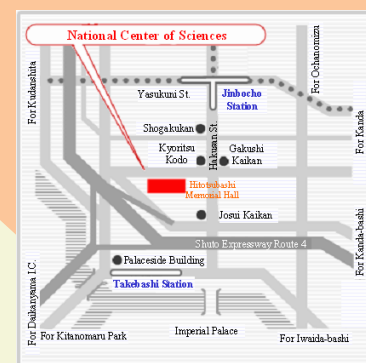 National Center of Sciences
For Kudanshita
For Ochanomizu
Yasukuni St.
Jinbocho
Station
For Kanda
Shogakukan
Hakusan St.
Kyoritsu
Kodo
Gakushi
Kaikan
Hitotsubashi
Memorial Hall
Josui Kaikan
Shuto Expressway Route 4
For Kanda-bashi
Palaceside Building
Takebashi Station
For Daikanyama I.C.
For Kitanomaru Park
Imperial Palace
For Iwaida-bashi